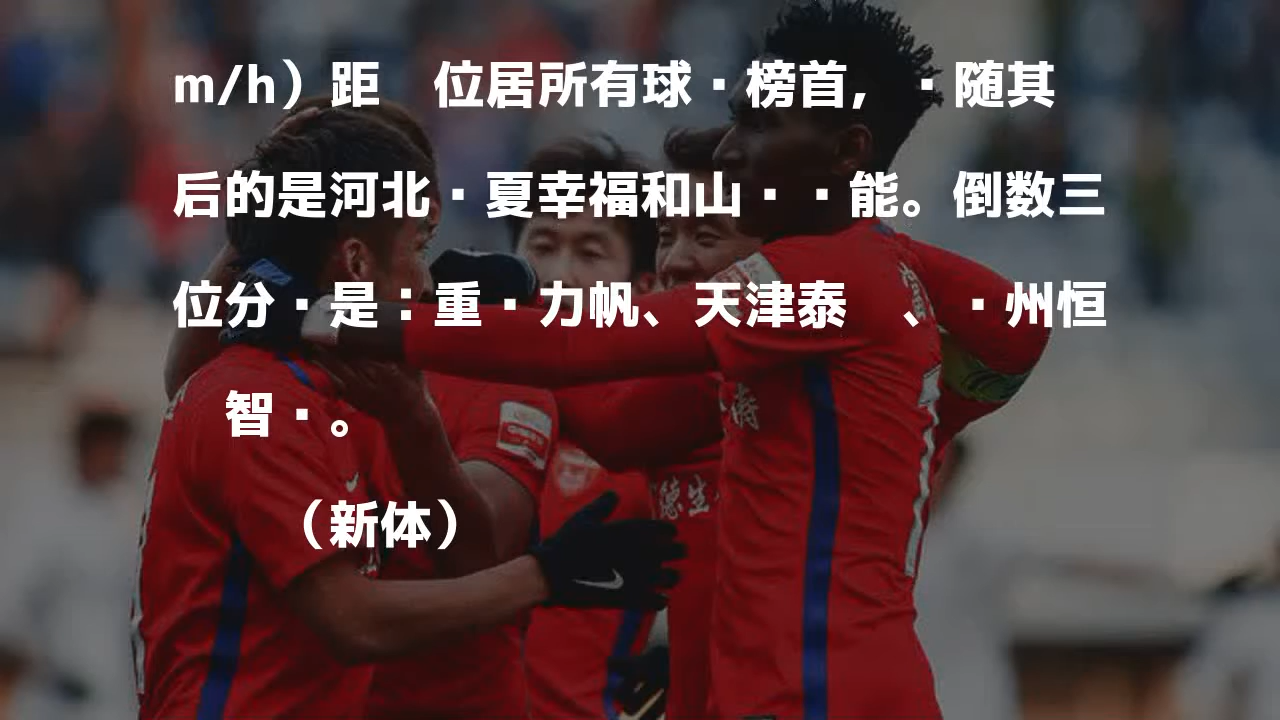 m/h）距　位居所有球·榜首，·随其
后的是河北·夏幸福和山··能。倒数三
位分·是：重·力帆、天津泰　、·州恒
　智·。
（新体）